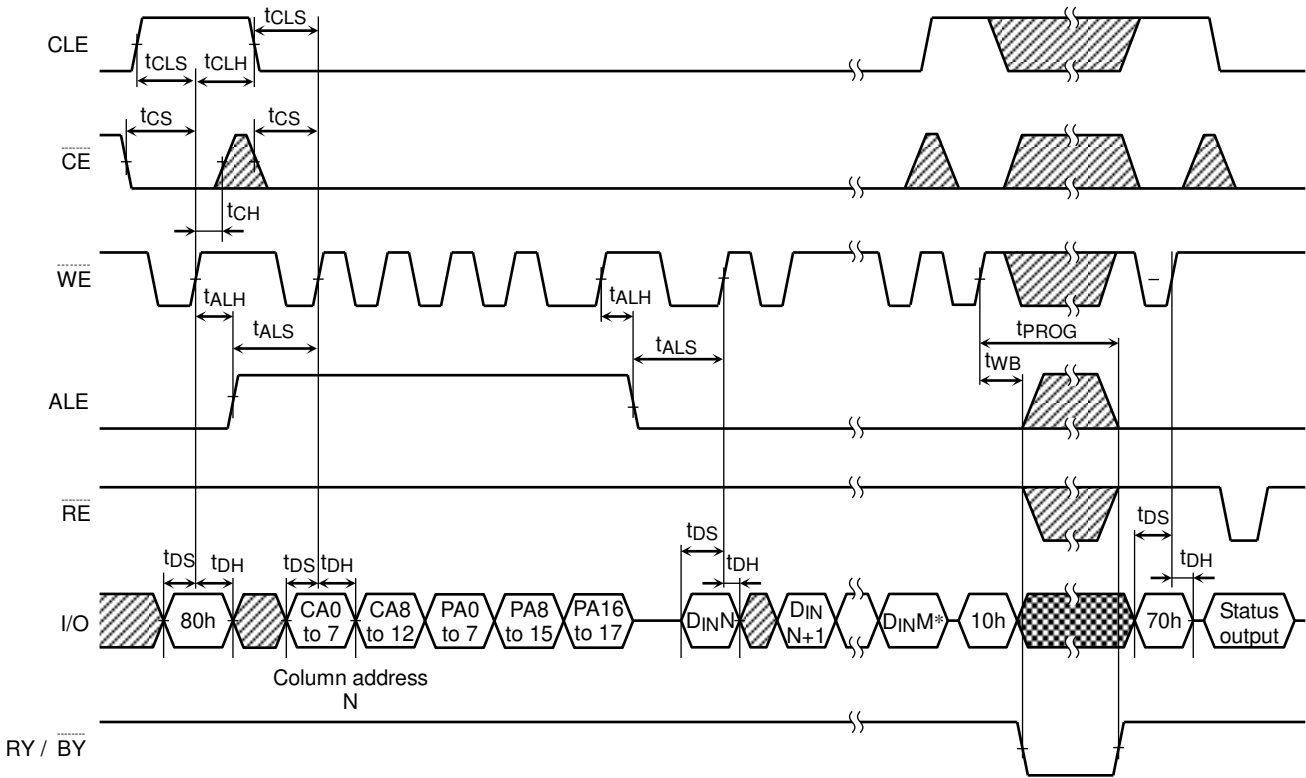 CLE
tCLS
tCLS tCLH
CE
tCS tCS
tCH
WE
tALH tALH
tALS tALS
tPROG
tWB
ALE
RE
I/O
tDS tDH tDS tDH tDS tDH tDS tDH
80h CA0 to 7 CA8 to 12 PA0 to 7 PA8 to 15 PA16 to 17 DINN DIN N+1 DINM* 10h 70h Status output
Column address
N
RY / BY